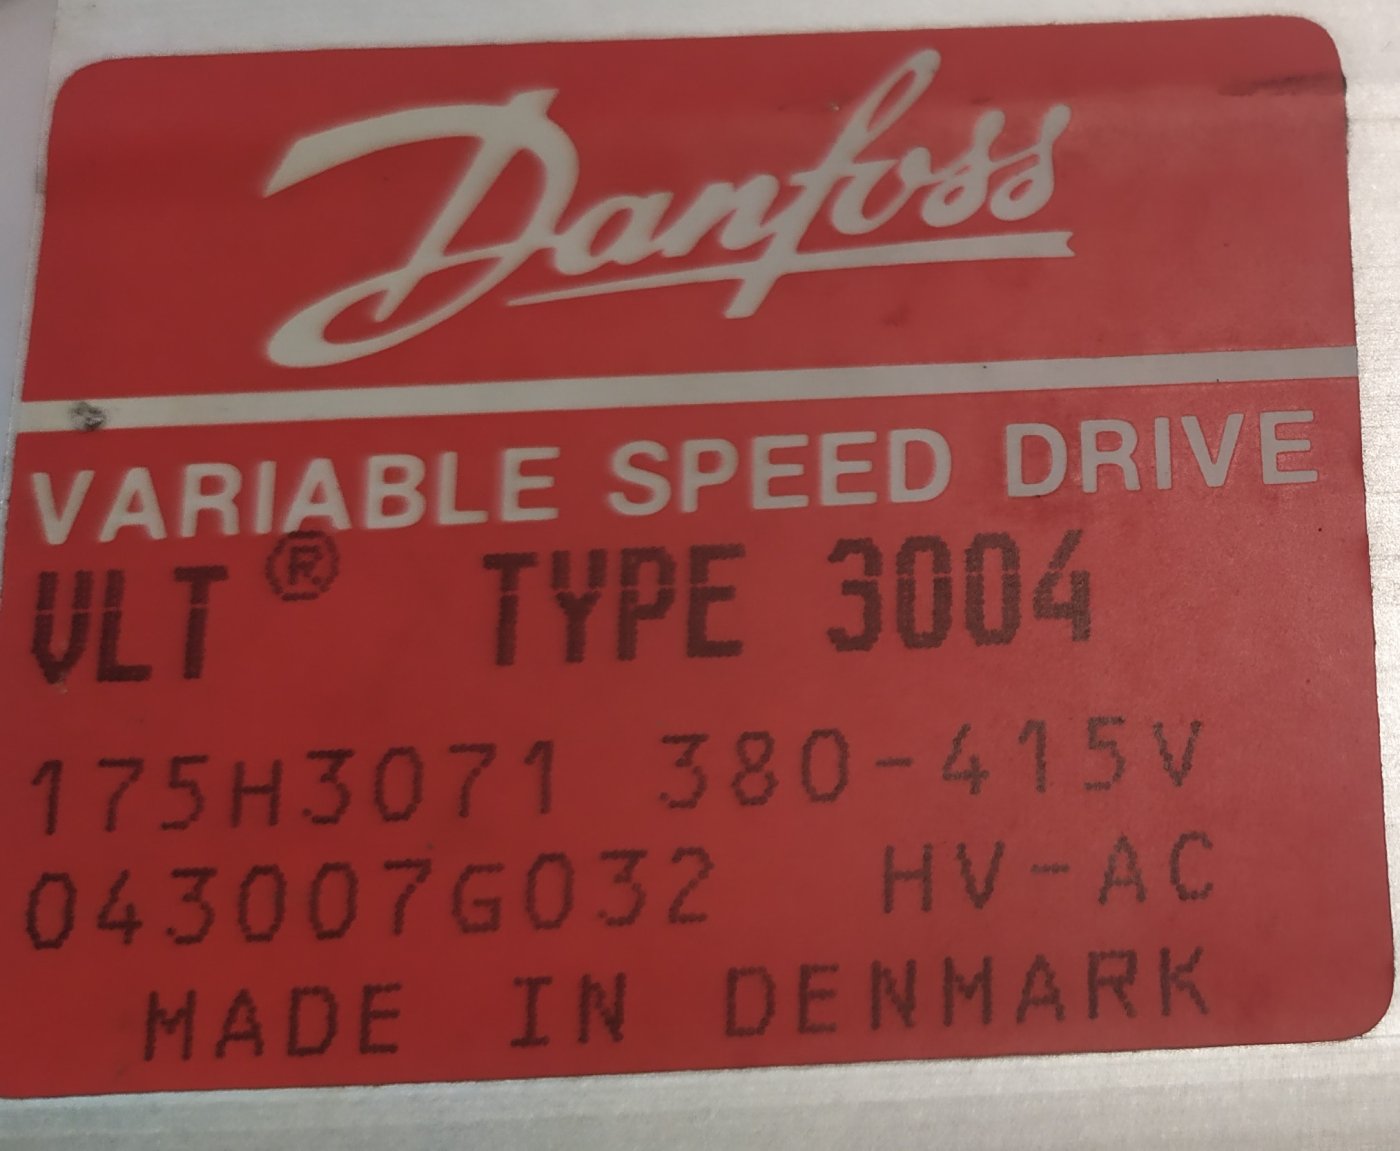 Danfoss
VARIABLE SPEED DRIVE
VLT® TYPE 3004
175H3071 380-415V
043007G032 HV-AC
MADE IN DENMARK